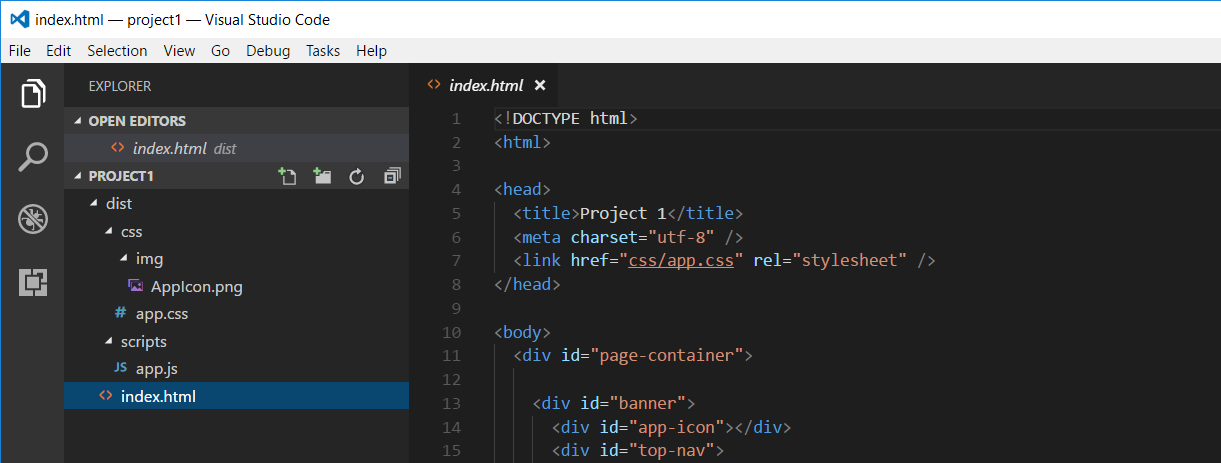 index.html — project1 — Visual Studio Code
File Edit Selection View Go Debug Tasks Help
EXPLORER
OPEN EDITORS
<> index.html dist
PROJECT1
dist
css
img
AppIcon.png
# app.css
scripts
JS app.js
<> index.html
<> index.html ×
1 <!DOCTYPE html>
2 <html>
3
4 <head>
5 <title>Project 1</title>
6 <meta charset="utf-8" />
7 <link href="css/app.css" rel="stylesheet" />
8 </head>
9
10 <body>
11 <div id="page-container">
12
13 <div id="banner">
14 <div id="app-icon"></div>
15 <div id="top-nav">